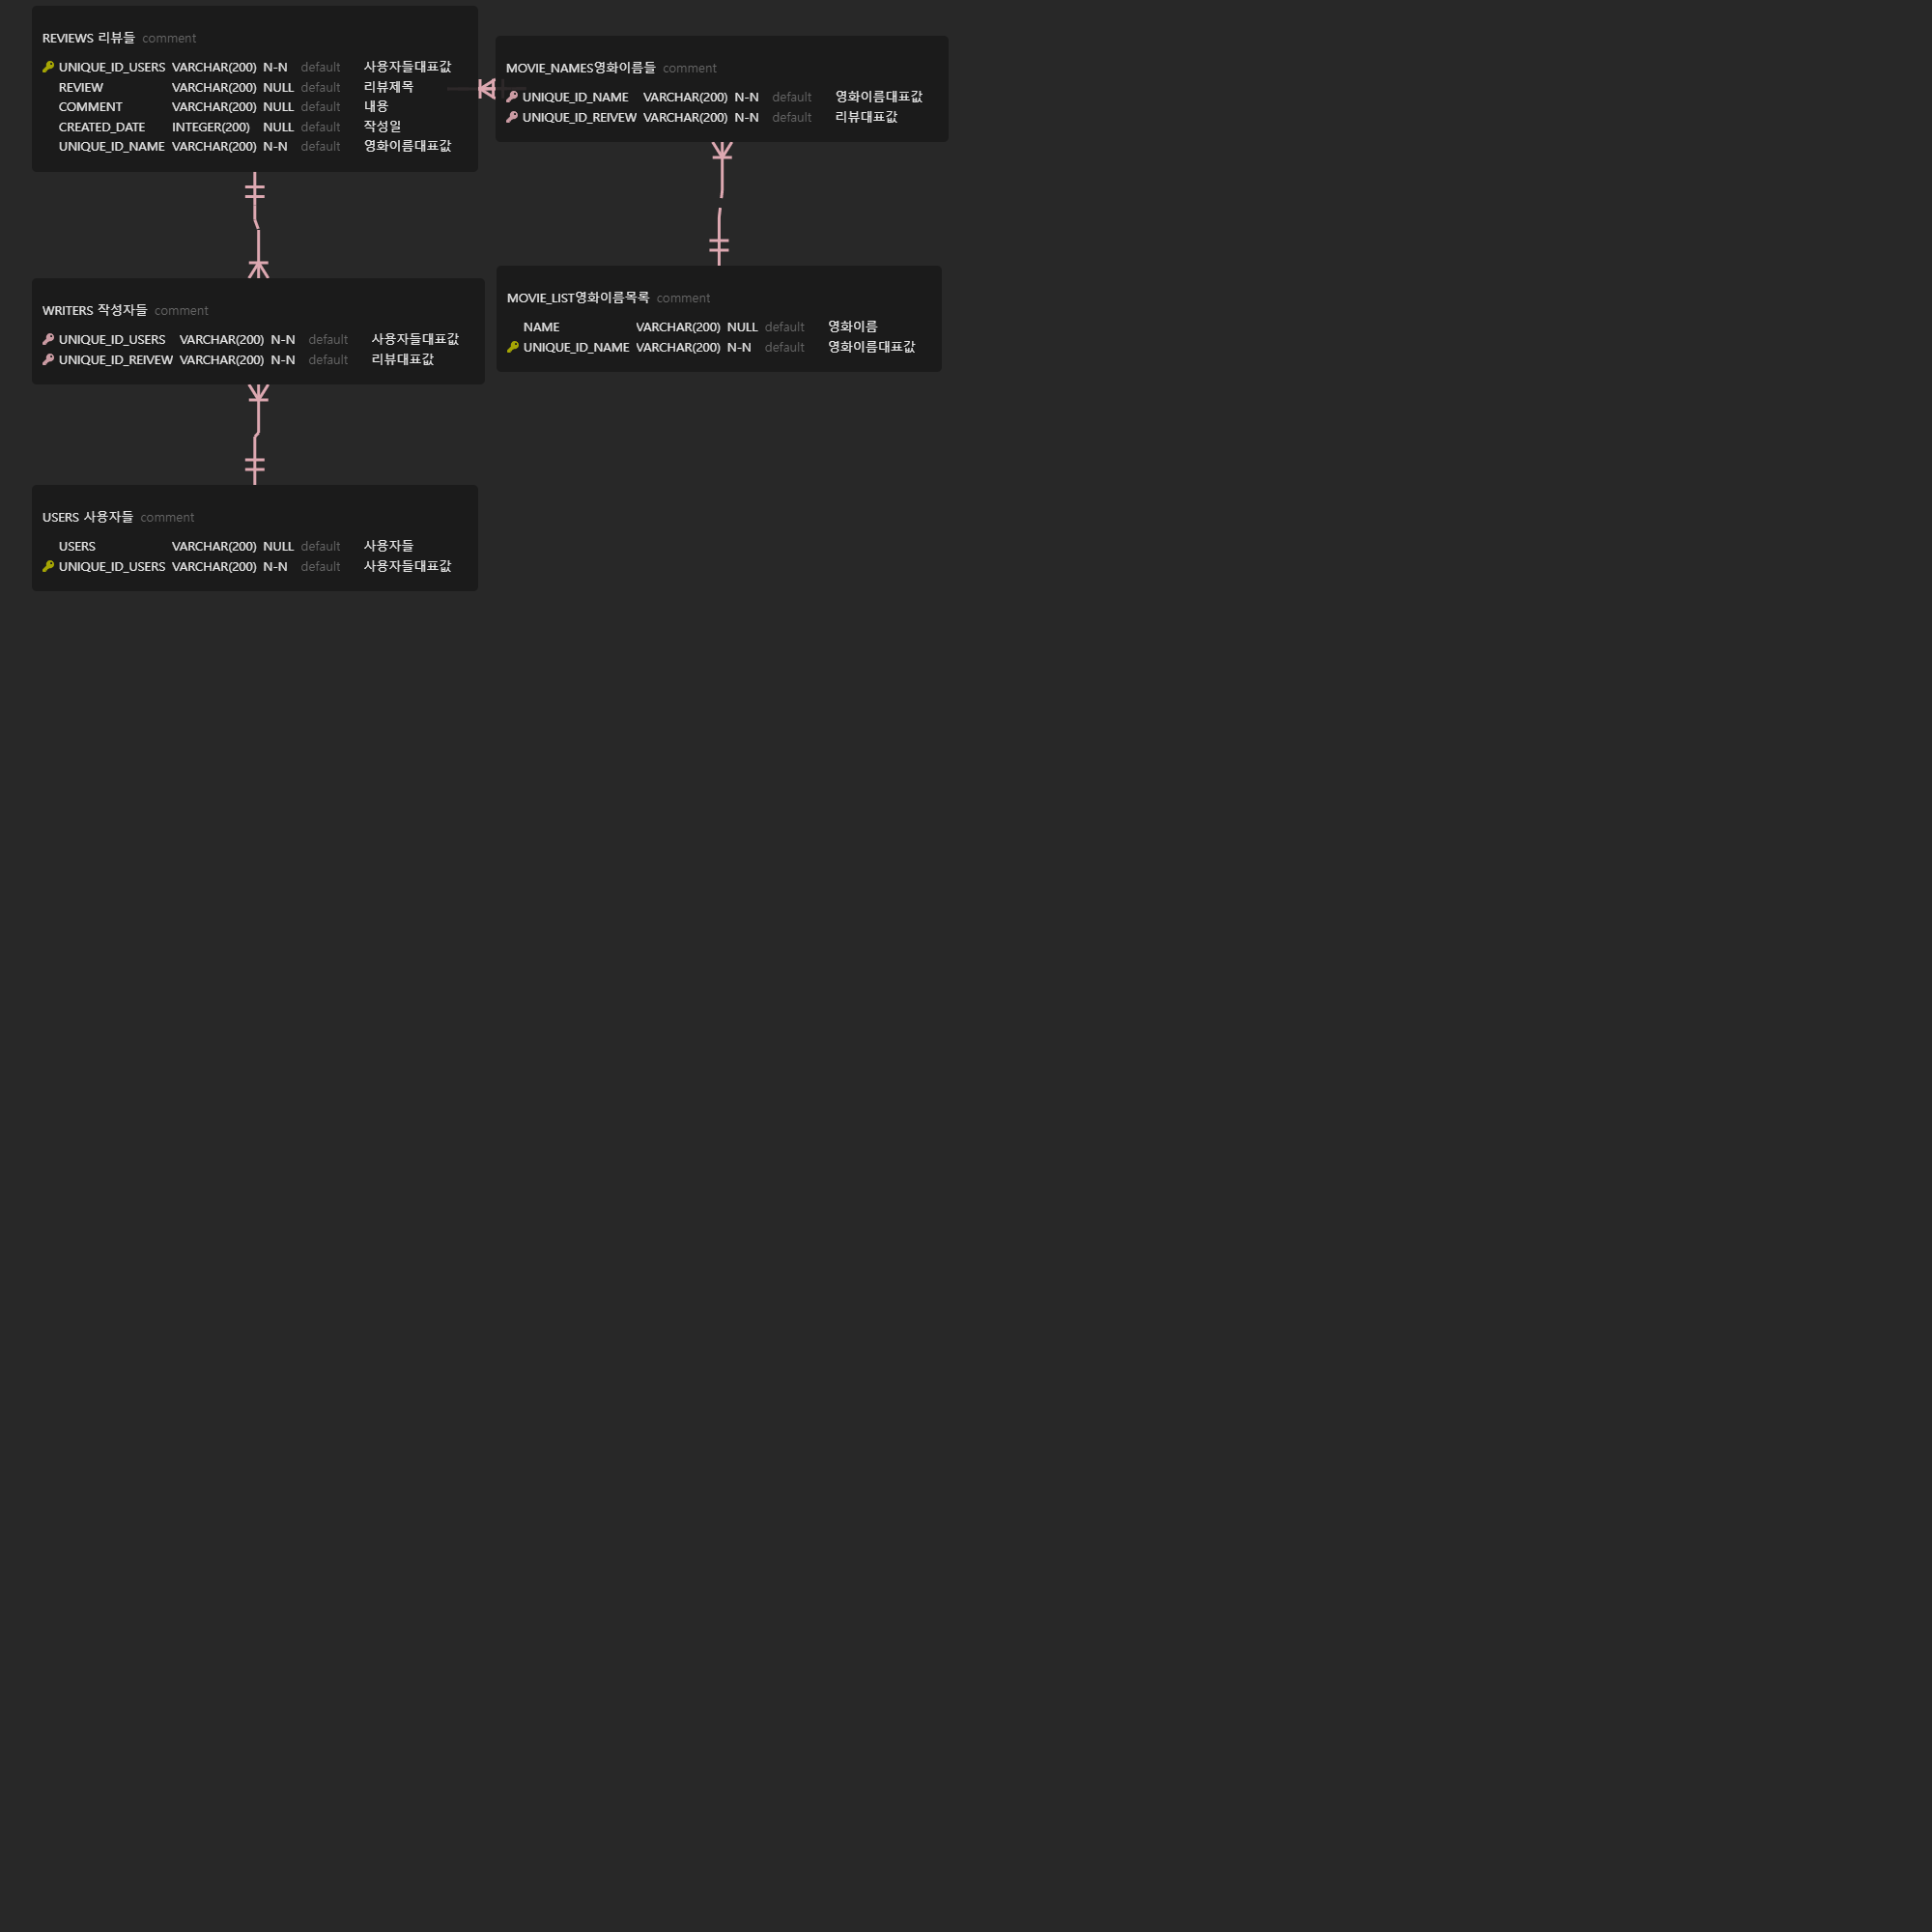 REVIEWS 리뷰들 comment
UNIQUE_ID_USERS VARCHAR(200) N-N default 사용자들대표값
REVIEW VARCHAR(200) NULL default 리뷰제목
COMMENT VARCHAR(200) NULL default 내용
CREATED_DATE INTEGER(200) NULL default 작성일
UNIQUE_ID_NAME VARCHAR(200) N-N default 영화이름대표값
MOVIE_NAMES영화이름들 comment
UNIQUE_ID_NAME VARCHAR(200) N-N default 영화이름대표값
UNIQUE_ID_REIVEW VARCHAR(200) N-N default 리뷰대표값
WRITERS 작성자들 comment
UNIQUE_ID_USERS VARCHAR(200) N-N default 사용자들대표값
UNIQUE_ID_REIVEW VARCHAR(200) N-N default 리뷰대표값
MOVIE_LIST영화이름목록 comment
NAME VARCHAR(200) NULL default 영화이름
UNIQUE_ID_NAME VARCHAR(200) N-N default 영화이름대표값
USERS 사용자들 comment
USERS VARCHAR(200) NULL default 사용자들
UNIQUE_ID_USERS VARCHAR(200) N-N default 사용자들대표값